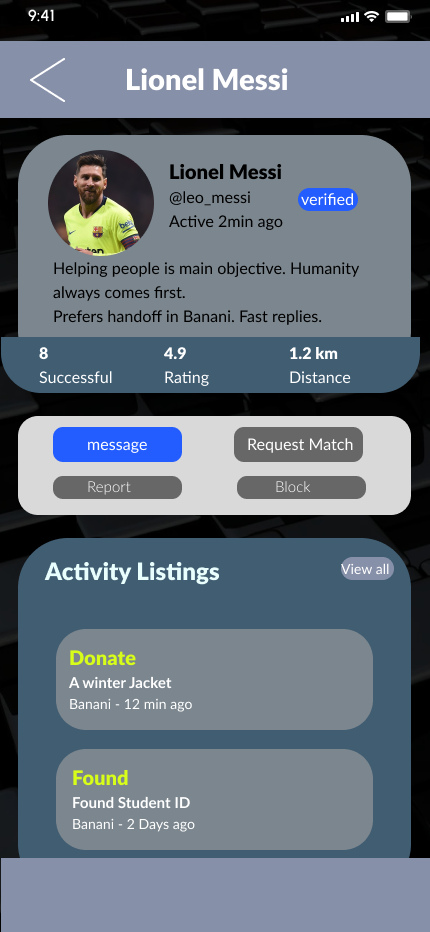 9:41
Lionel Messi
Lionel Messi
@leo_messi
verified
Active 2min ago
Helping people is main objective. Humanity
always comes first.
Prefers handoff in Banani. Fast replies.
8 4.9 1.2 km
Successful Rating Distance
message Request Match
Report Block
Activity Listings View all
Donate
A winter Jacket
Banani - 12 min ago
Found
Found Student ID
Banani - 2 Days ago